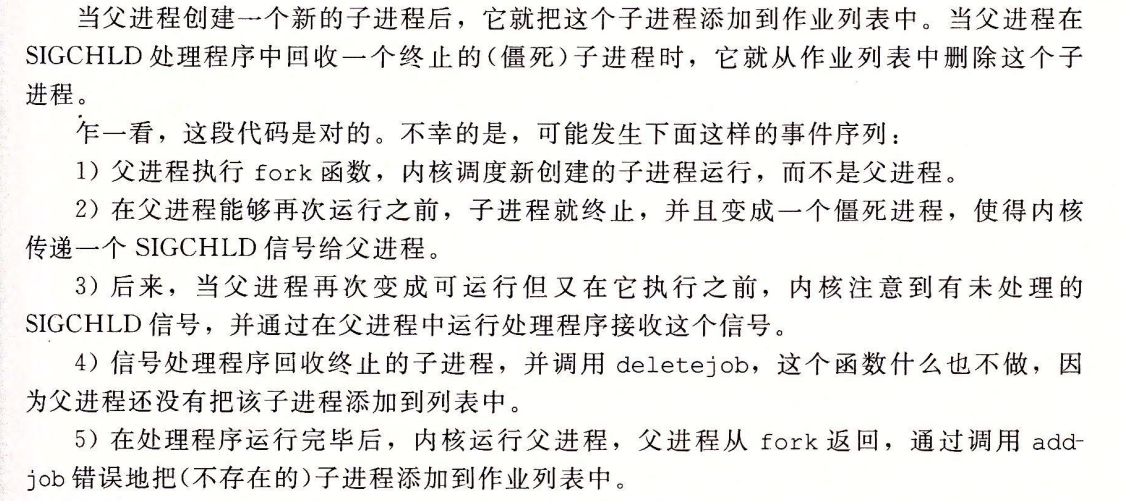 当父进程创建一个新的子进程后，它就把这个子进程添加到作业列表中。当父进程在
SIGCHLD 处理程序中回收一个终止的(僵死)子进程时，它就从作业列表中删除这个子
进程。
乍一看，这段代码是对的。不幸的是，可能发生下面这样的事件序列：
1) 父进程执行 fork 函数，内核调度新创建的子进程运行，而不是父进程。
2) 在父进程能够再次运行之前，子进程就终止，并且变成一个僵死进程，使得内核
传递一个 SIGCHLD 信号给父进程。
3) 后来，当父进程再次变成可运行但又在它执行之前，内核注意到有未处理的
SIGCHLD 信号，并通过在父进程中运行处理程序接收这个信号。
4) 信号处理程序回收终止的子进程，并调用 deletejob，这个函数什么也不做，因
为父进程还没有把该子进程添加到列表中。
5) 在处理程序运行完毕后，内核运行父进程，父进程从 fork 返回，通过调用 add-
job 错误地把(不存在的)子进程添加到作业列表中。